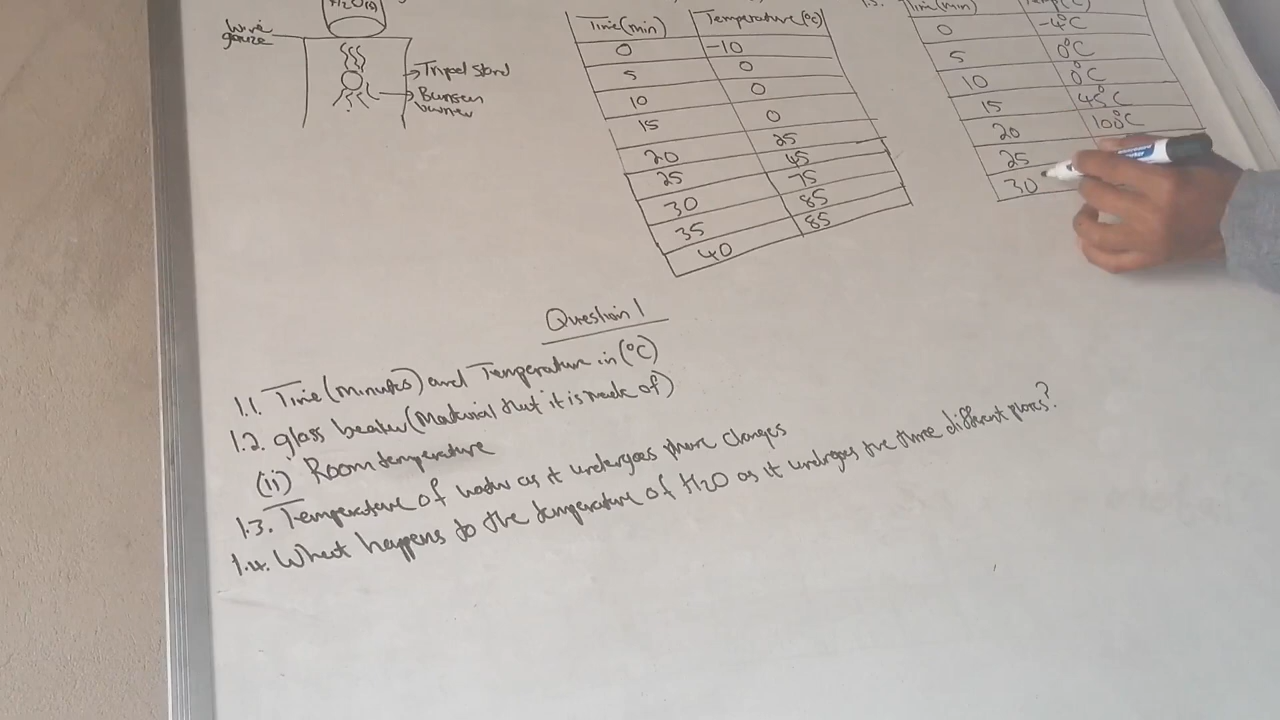 H2O(s)
wire
gauze
Tripod stand
Bunsen
burner
Time(min) Temperature(°C)
0 -10
5 0
10 0
15 0
20 25
25 45
30 75
35 85
40 85
1.5.
Time(min) Temp(°C)
0 -4°C
5 0°C
10 0°C
15 45°C
20 100°C
25
30
Question 1
1.1. Time(minutes) and Temperature in(°C)
1.2. glass beaker(Material that it is made of)
(ii) Room temperature
1.3. Temperature of water as it undergoes phase changes
1.4. What happens to the temperature of H2O as it undergoes the three different phases?